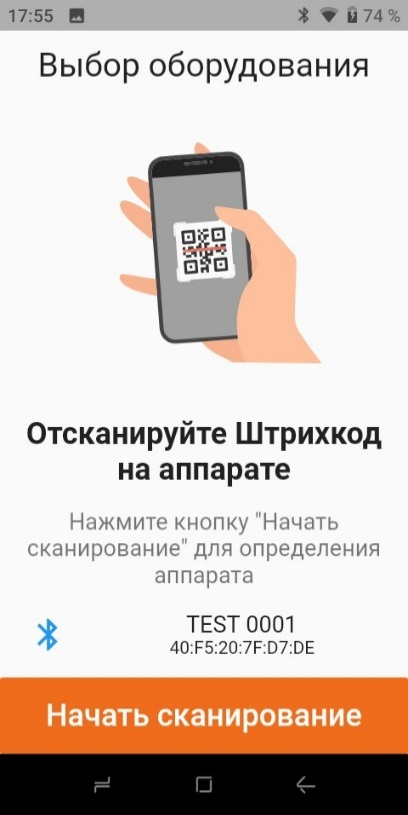 17:55 74 %
Выбор оборудования
Отсканируйте Штрихкод
на аппарате
Нажмите кнопку "Начать
сканирование" для определения
аппарата
TEST 0001
40:F5:20:7F:D7:DE
Начать сканирование